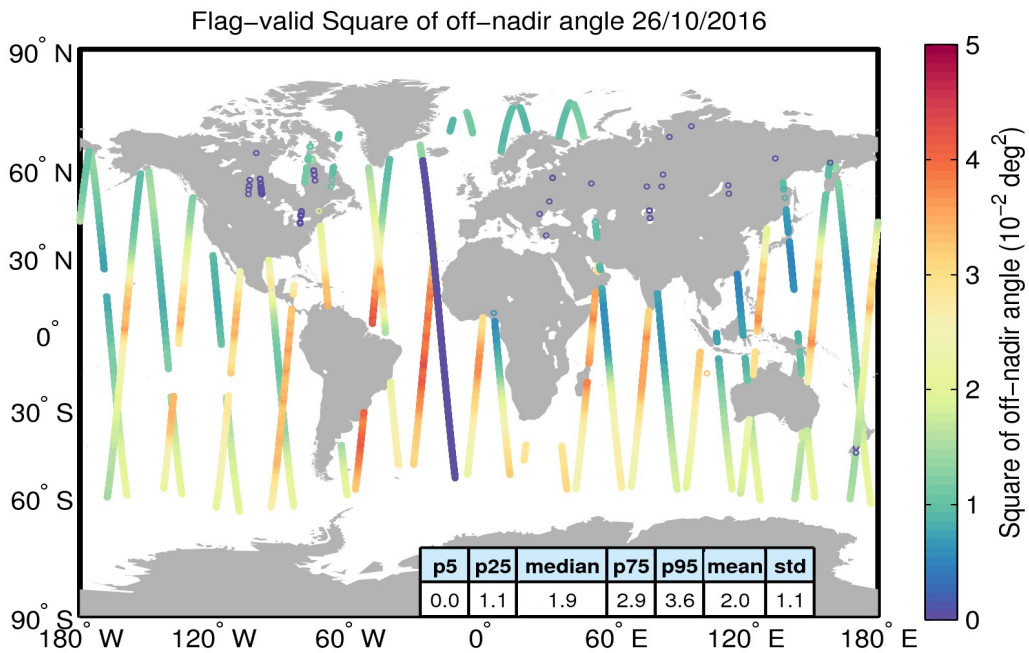 Flag−valid Square of off−nadir angle 26/10/2016
90° N
60° N
30° N
0°
30° S
60° S
90° S
180° W
120° W
60° W
0°
60° E
120° E
180° E
p5 p25 median p75 p95 mean std
0.0 1.1 1.9 2.9 3.6 2.0 1.1
5
4
3
2
1
0
Square of off−nadir angle (10⁻² deg²)